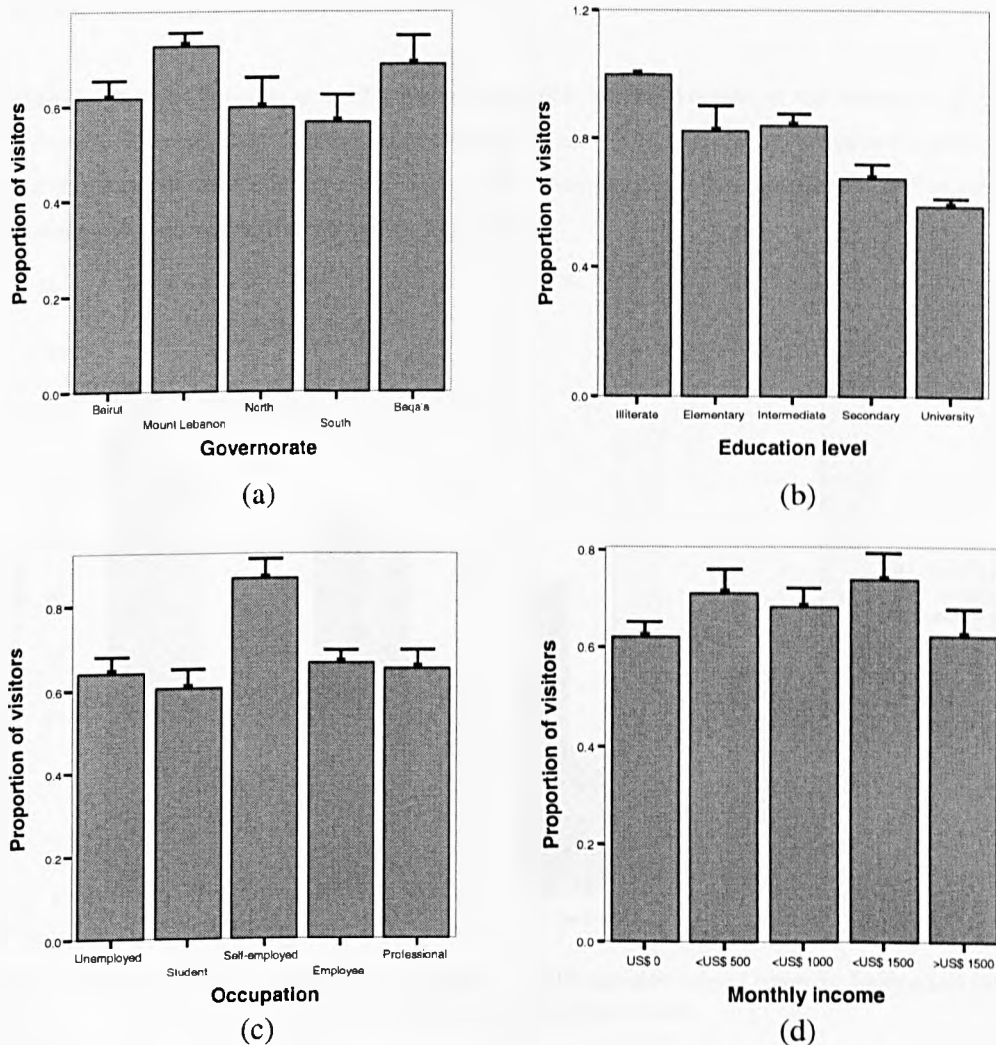 Proportion of visitors
0.6
0.4
0.2
0.0
Beirut
Mount Lebanon
North
South
Beqa'a
Governorate
(a)
Proportion of visitors
1.2
0.8
0.4
0.0
Illiterate
Elementary
Intermediate
Secondary
University
Education level
(b)
Proportion of visitors
0.8
0.6
0.4
0.2
0.0
Unemployed
Student
Self-employed
Employee
Professional
Occupation
(c)
Proportion of visitors
0.8
0.6
0.4
0.2
0.0
US$ 0
<US$ 500
<US$ 1000
<US$ 1500
>US$ 1500
Monthly income
(d)